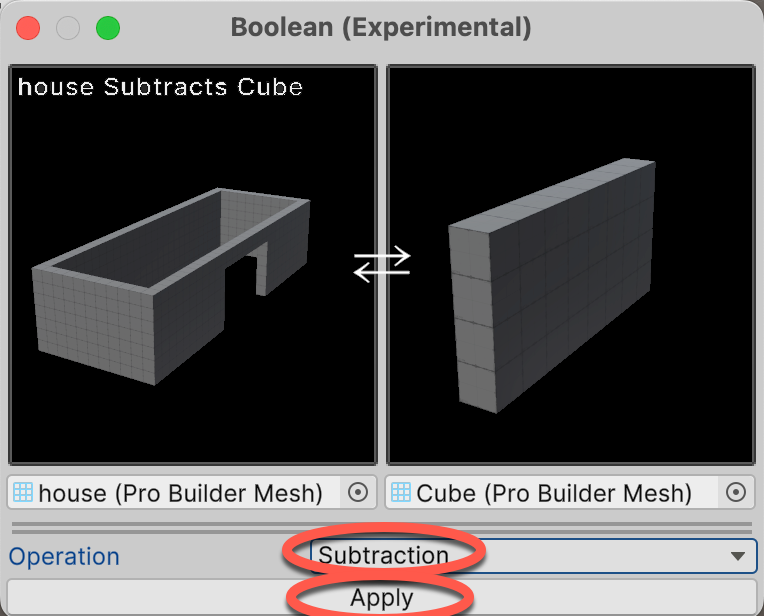 Boolean (Experimental)
house Subtracts Cube
house (Pro Builder Mesh)
Cube (Pro Builder Mesh)
Operation
Subtraction
Apply